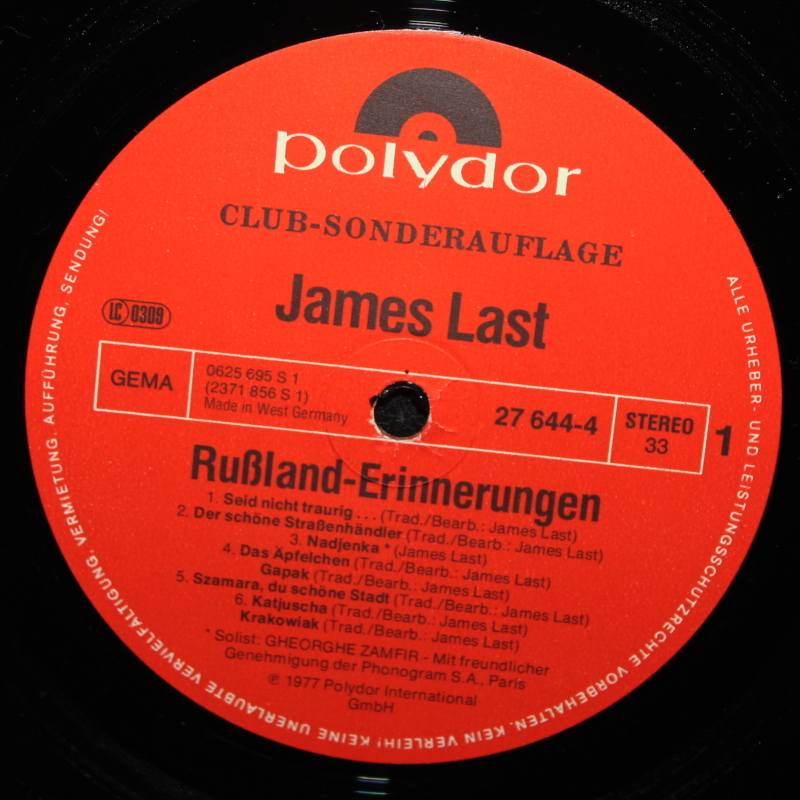 polydor
CLUB-SONDERAUFLAGE
James Last
LC 0309
GEMA
0625 695 S 1
(2371 856 S 1)
Made in West Germany
27 644-4
STEREO
33
1
Rußland-Erinnerungen
1. Seid nicht traurig ... (Trad./Bearb.: James Last)
2. Der schöne Straßenhändler (Trad./Bearb.: James Last)
3. Nadjenka * (James Last)
4. Das Äpfelchen (Trad./Bearb.: James Last)
Gapak (Trad./Bearb.: James Last)
5. Szamara, du schöne Stadt (Trad./Bearb.: James Last)
6. Katjuscha (Trad./Bearb.: James Last)
Krakowiak (Trad./Bearb.: James Last)
* Solist: GHEORGHE ZAMFIR - Mit freundlicher
Genehmigung der Phonogram S.A., Paris
℗ 1977 Polydor International
GmbH
ALLE URHEBER- UND LEISTUNGSSCHUTZRECHTE VORBEHALTEN. KEIN VERLEIH! KEINE UNERLAUBTE VERVIELFÄLTIGUNG, VERMIETUNG, AUFFÜHRUNG, SENDUNG!